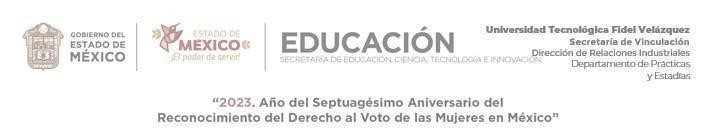 GOBIERNO DEL
ESTADO DE
MÉXICO
ESTADO DE
MÉXICO
¡El poder de servir!
EDUCACIÓN
SECRETARÍA DE EDUCACIÓN, CIENCIA, TECNOLOGÍA E INNOVACIÓN
Universidad Tecnológica Fidel Velázquez
Secretaría de Vinculación
Dirección de Relaciones Industriales
Departamento de Prácticas
y Estadías
“2023. Año del Septuagésimo Aniversario del
Reconocimiento del Derecho al Voto de las Mujeres en México”